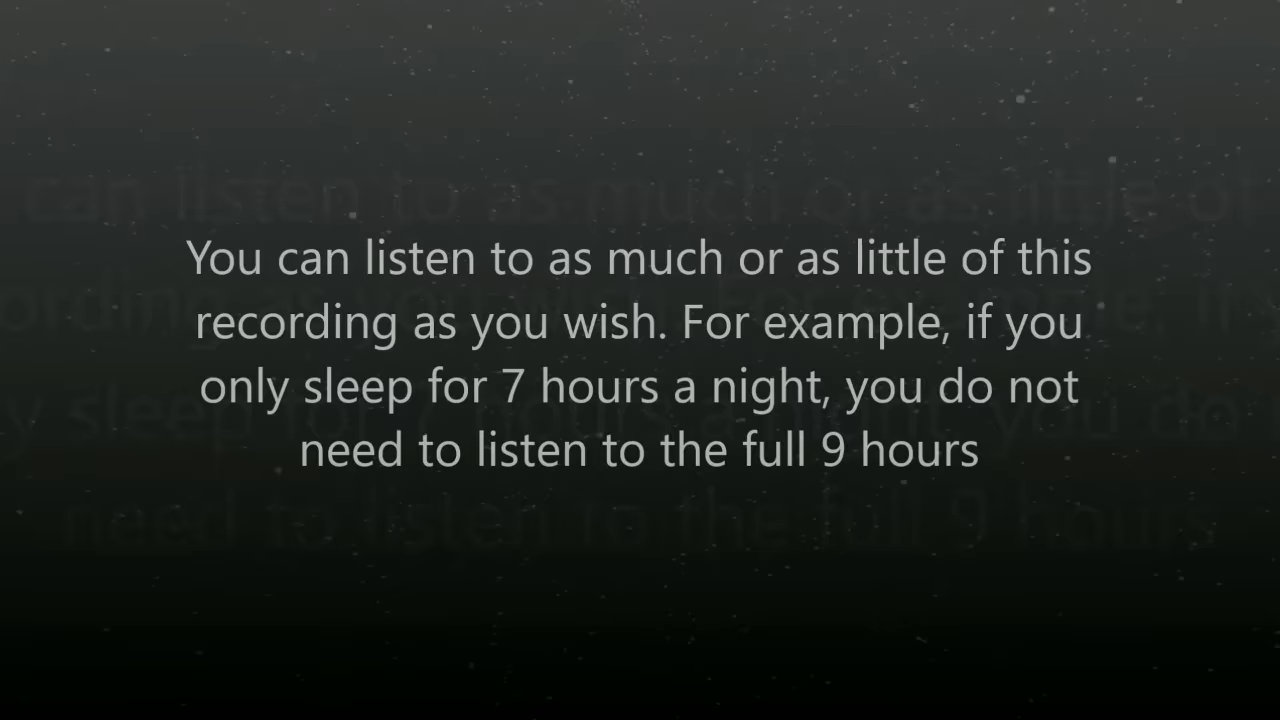 You can listen to as much or as little of this
recording as you wish. For example, if you
only sleep for 7 hours a night, you do not
need to listen to the full 9 hours